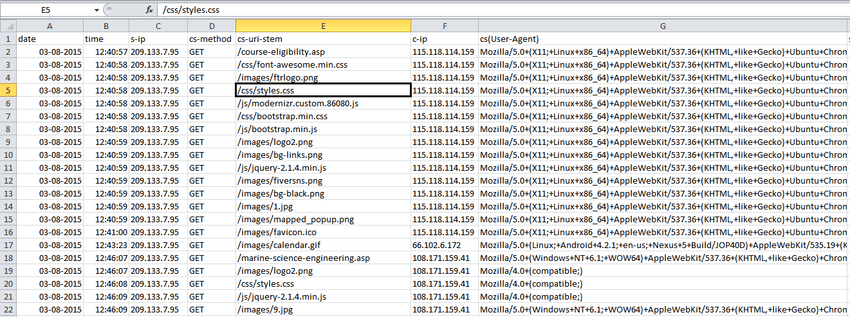 E5 fx /css/styles.css
A B C D E F G
1 date time s-ip cs-method cs-uri-stem c-ip cs(User-Agent) s
2 03-08-2015 12:40:57 209.133.7.95 GET /course-eligibility.asp 115.118.114.159 Mozilla/5.0+(X11;+Linux+x86_64)+AppleWebKit/537.36+(KHTML,+like+Gecko)+Ubuntu+Chron
3 03-08-2015 12:40:58 209.133.7.95 GET /css/font-awesome.min.css 115.118.114.159 Mozilla/5.0+(X11;+Linux+x86_64)+AppleWebKit/537.36+(KHTML,+like+Gecko)+Ubuntu+Chron
4 03-08-2015 12:40:58 209.133.7.95 GET /images/ftrlogo.png 115.118.114.159 Mozilla/5.0+(X11;+Linux+x86_64)+AppleWebKit/537.36+(KHTML,+like+Gecko)+Ubuntu+Chron
5 03-08-2015 12:40:58 209.133.7.95 GET /css/styles.css 115.118.114.159 Mozilla/5.0+(X11;+Linux+x86_64)+AppleWebKit/537.36+(KHTML,+like+Gecko)+Ubuntu+Chron
6 03-08-2015 12:40:58 209.133.7.95 GET /js/modernizr.custom.86080.js 115.118.114.159 Mozilla/5.0+(X11;+Linux+x86_64)+AppleWebKit/537.36+(KHTML,+like+Gecko)+Ubuntu+Chron
7 03-08-2015 12:40:58 209.133.7.95 GET /css/bootstrap.min.css 115.118.114.159 Mozilla/5.0+(X11;+Linux+x86_64)+AppleWebKit/537.36+(KHTML,+like+Gecko)+Ubuntu+Chron
8 03-08-2015 12:40:58 209.133.7.95 GET /js/bootstrap.min.js 115.118.114.159 Mozilla/5.0+(X11;+Linux+x86_64)+AppleWebKit/537.36+(KHTML,+like+Gecko)+Ubuntu+Chron
9 03-08-2015 12:40:59 209.133.7.95 GET /images/logo2.png 115.118.114.159 Mozilla/5.0+(X11;+Linux+x86_64)+AppleWebKit/537.36+(KHTML,+like+Gecko)+Ubuntu+Chron
10 03-08-2015 12:40:59 209.133.7.95 GET /images/bg-links.png 115.118.114.159 Mozilla/5.0+(X11;+Linux+x86_64)+AppleWebKit/537.36+(KHTML,+like+Gecko)+Ubuntu+Chron
11 03-08-2015 12:40:59 209.133.7.95 GET /js/jquery-2.1.4.min.js 115.118.114.159 Mozilla/5.0+(X11;+Linux+x86_64)+AppleWebKit/537.36+(KHTML,+like+Gecko)+Ubuntu+Chron
12 03-08-2015 12:40:59 209.133.7.95 GET /images/fiversns.png 115.118.114.159 Mozilla/5.0+(X11;+Linux+x86_64)+AppleWebKit/537.36+(KHTML,+like+Gecko)+Ubuntu+Chron
13 03-08-2015 12:40:59 209.133.7.95 GET /images/bg-black.png 115.118.114.159 Mozilla/5.0+(X11;+Linux+x86_64)+AppleWebKit/537.36+(KHTML,+like+Gecko)+Ubuntu+Chron
14 03-08-2015 12:40:59 209.133.7.95 GET /images/1.jpg 115.118.114.159 Mozilla/5.0+(X11;+Linux+x86_64)+AppleWebKit/537.36+(KHTML,+like+Gecko)+Ubuntu+Chron
15 03-08-2015 12:40:59 209.133.7.95 GET /images/mapped_popup.png 115.118.114.159 Mozilla/5.0+(X11;+Linux+x86_64)+AppleWebKit/537.36+(KHTML,+like+Gecko)+Ubuntu+Chron
16 03-08-2015 12:41:00 209.133.7.95 GET /images/favicon.ico 115.118.114.159 Mozilla/5.0+(X11;+Linux+x86_64)+AppleWebKit/537.36+(KHTML,+like+Gecko)+Ubuntu+Chron
17 03-08-2015 12:43:23 209.133.7.95 GET /images/calendar.gif 66.102.6.172 Mozilla/5.0+(Linux;+Android+4.2.1;+en-us;+Nexus+5+Build/JOP40D)+AppleWebKit/535.19+(K
18 03-08-2015 12:46:07 209.133.7.95 GET /marine-science-engineering.asp 108.171.159.41 Mozilla/5.0+(Windows+NT+6.1;+WOW64)+AppleWebKit/537.36+(KHTML,+like+Gecko)+Chrom
19 03-08-2015 12:46:07 209.133.7.95 GET /images/logo2.png 108.171.159.41 Mozilla/4.0+(compatible;)
20 03-08-2015 12:46:08 209.133.7.95 GET /css/styles.css 108.171.159.41 Mozilla/4.0+(compatible;)
21 03-08-2015 12:46:09 209.133.7.95 GET /js/jquery-2.1.4.min.js 108.171.159.41 Mozilla/4.0+(compatible;)
22 03-08-2015 12:46:09 209.133.7.95 GET /images/9.jpg 108.171.159.41 Mozilla/5.0+(Windows+NT+6.1;+WOW64)+AppleWebKit/537.36+(KHTML,+like+Gecko)+Chrom